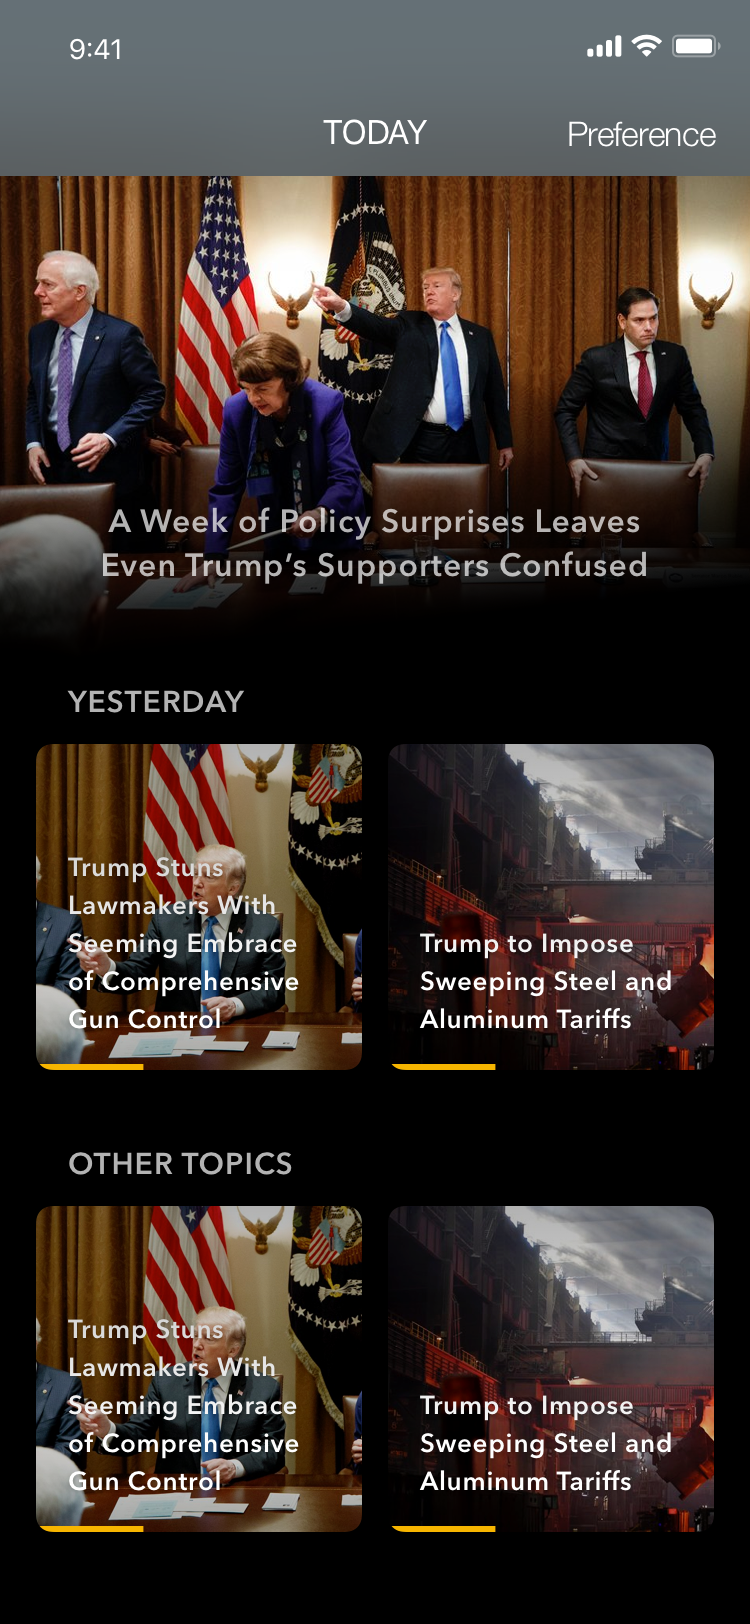 9:41
TODAY
Preference
A Week of Policy Surprises Leaves
Even Trump’s Supporters Confused
YESTERDAY
Trump Stuns
Lawmakers With
Seeming Embrace
of Comprehensive
Gun Control
Trump to Impose
Sweeping Steel and
Aluminum Tariffs
OTHER TOPICS
Trump Stuns
Lawmakers With
Seeming Embrace
of Comprehensive
Gun Control
Trump to Impose
Sweeping Steel and
Aluminum Tariffs